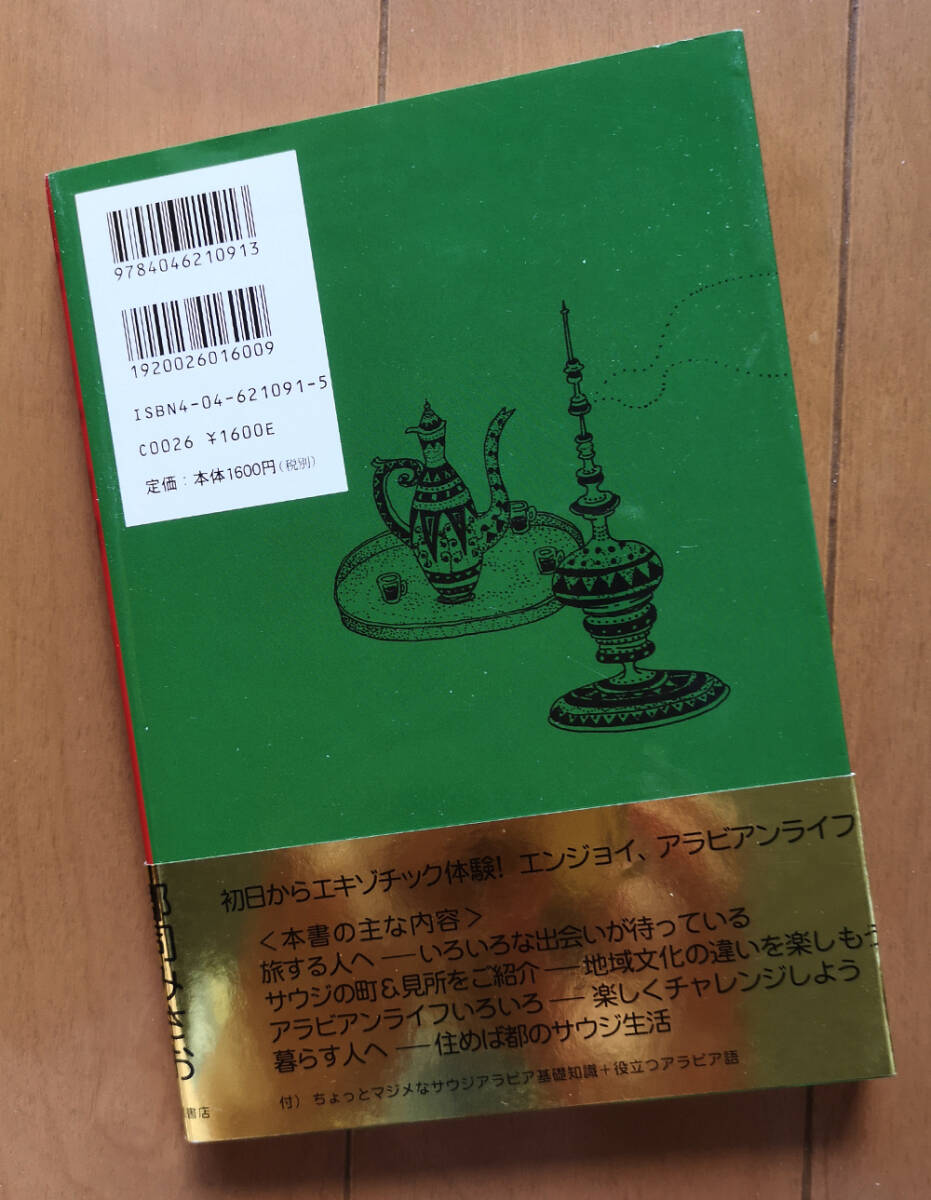 9784046210913
1920026016009
ISBN4-04-621091-5
C0026 ¥1600E
定価：本体1600円（税別）
初日からエキゾチック体験！ エンジョイ、アラビアンライフ
＜本書の主な内容＞
旅する人へ―いろいろな出会いが待っている
サウジの町＆見所をご紹介―地域文化の違いを楽しもう
アラビアンライフいろいろ―楽しくチャレンジしよう
暮らす人へ―住めば都のサウジ生活
付）ちょっとマジメなサウジアラビア基礎知識＋役立つアラビア語
書店